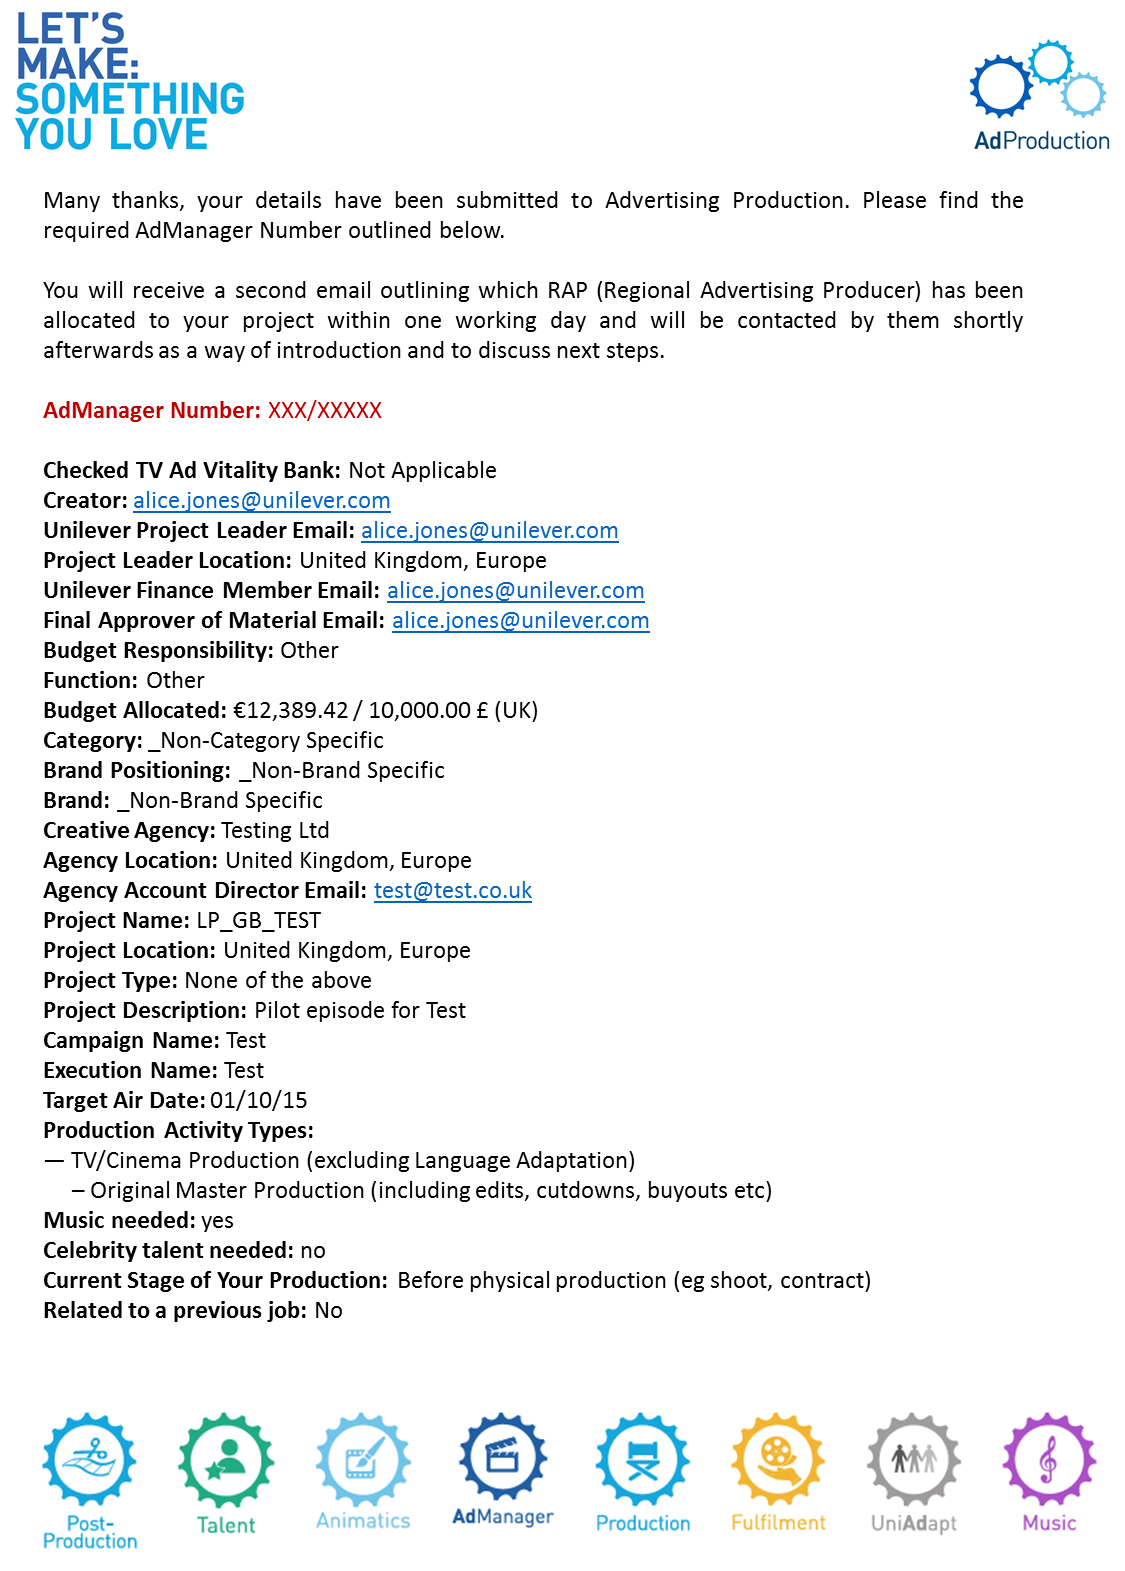 LET'S
MAKE:
SOMETHING
YOU LOVE
AdProduction
Many thanks, your details have been submitted to Advertising Production. Please find the
required AdManager Number outlined below.
You will receive a second email outlining which RAP (Regional Advertising Producer) has been
allocated to your project within one working day and will be contacted by them shortly
afterwards as a way of introduction and to discuss next steps.
AdManager Number: XXX/XXXXX
Checked TV Ad Vitality Bank: Not Applicable
Creator: alice.jones@unilever.com
Unilever Project Leader Email: alice.jones@unilever.com
Project Leader Location: United Kingdom, Europe
Unilever Finance Member Email: alice.jones@unilever.com
Final Approver of Material Email: alice.jones@unilever.com
Budget Responsibility: Other
Function: Other
Budget Allocated: €12,389.42 / 10,000.00 £ (UK)
Category: _Non-Category Specific
Brand Positioning: _Non-Brand Specific
Brand: _Non-Brand Specific
Creative Agency: Testing Ltd
Agency Location: United Kingdom, Europe
Agency Account Director Email: test@test.co.uk
Project Name: LP_GB_TEST
Project Location: United Kingdom, Europe
Project Type: None of the above
Project Description: Pilot episode for Test
Campaign Name: Test
Execution Name: Test
Target Air Date: 01/10/15
Production Activity Types:
— TV/Cinema Production (excluding Language Adaptation)
– Original Master Production (including edits, cutdowns, buyouts etc)
Music needed: yes
Celebrity talent needed: no
Current Stage of Your Production: Before physical production (eg shoot, contract)
Related to a previous job: No
Post-
Production
Talent
Animatics
AdManager
Production
Fulfilment
UniAdapt
Music